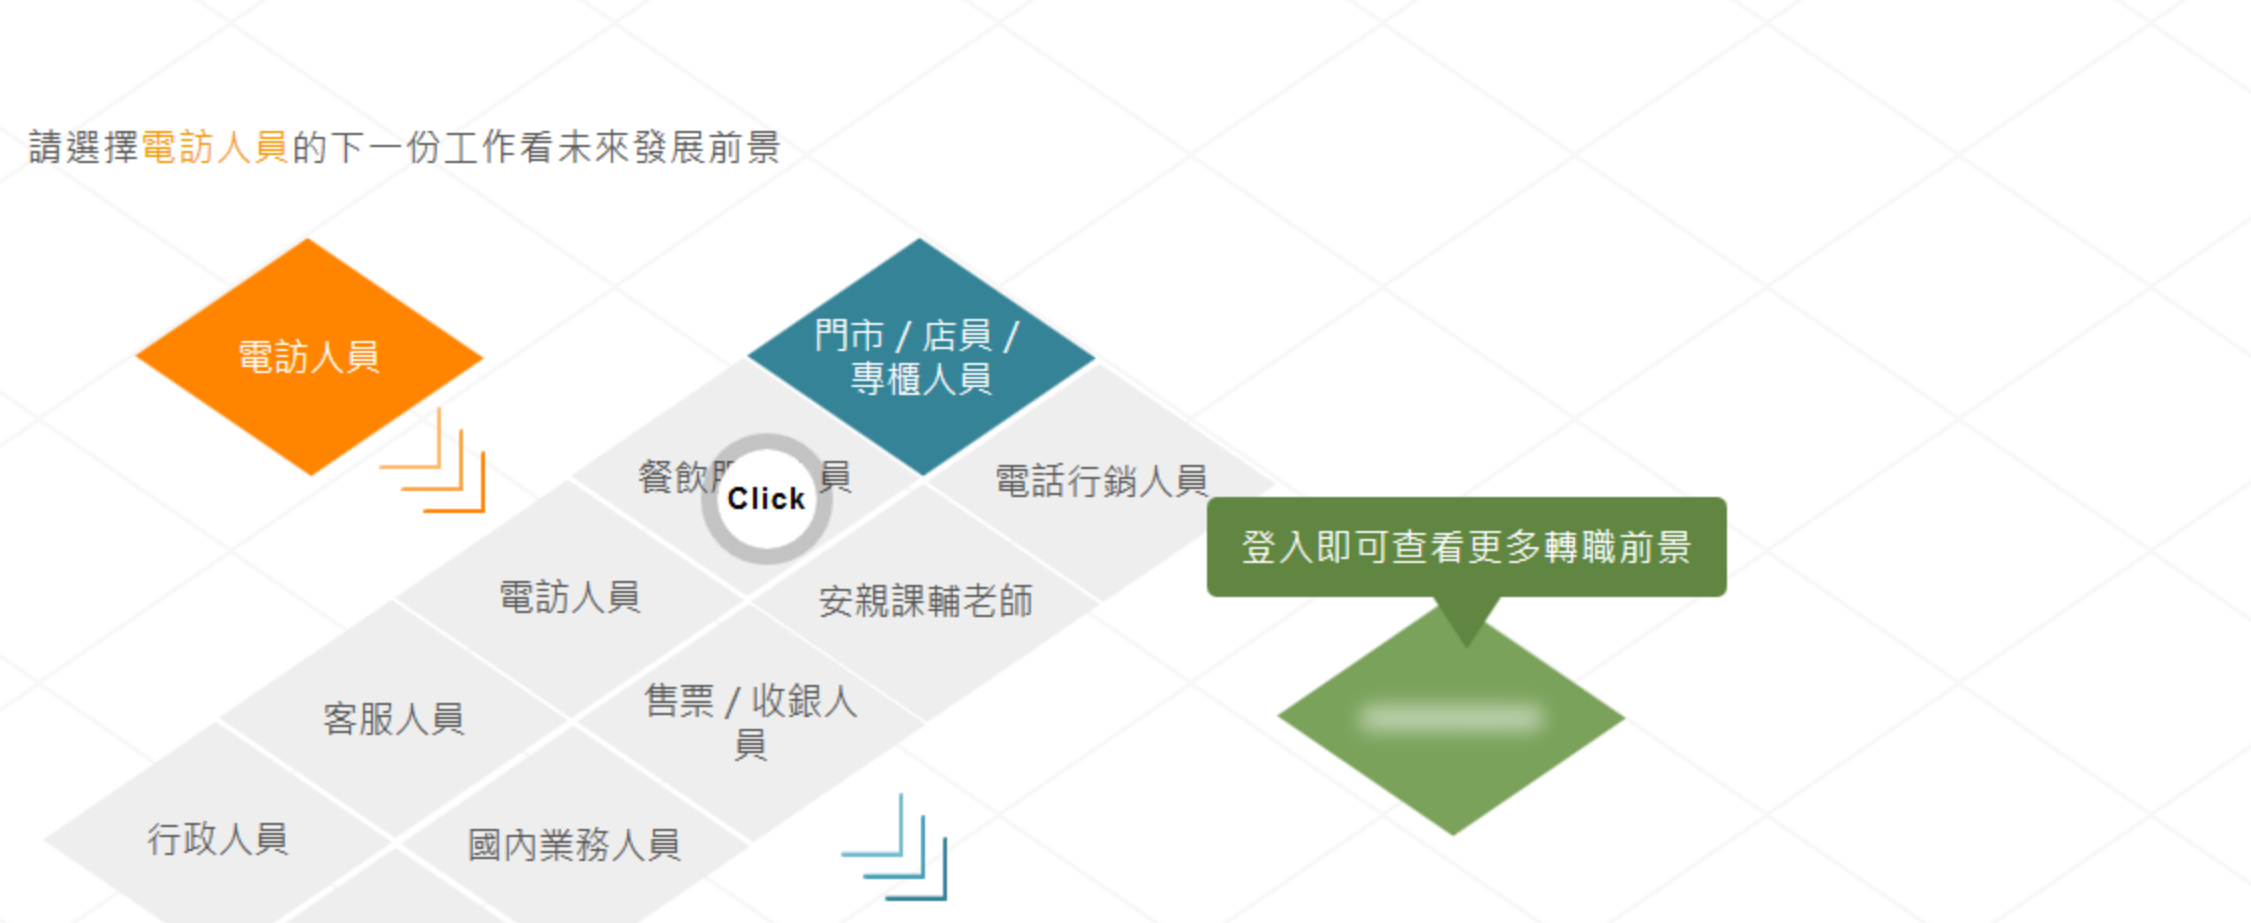 請選擇電訪人員的下一份工作看未來發展前景
電訪人員
門市 / 店員 /
專櫃人員
餐飲
員
Click
電話行銷人員
登入即可查看更多轉職前景
電訪人員
安親課輔老師
客服人員
售票 / 收銀人
員
行政人員
國內業務人員